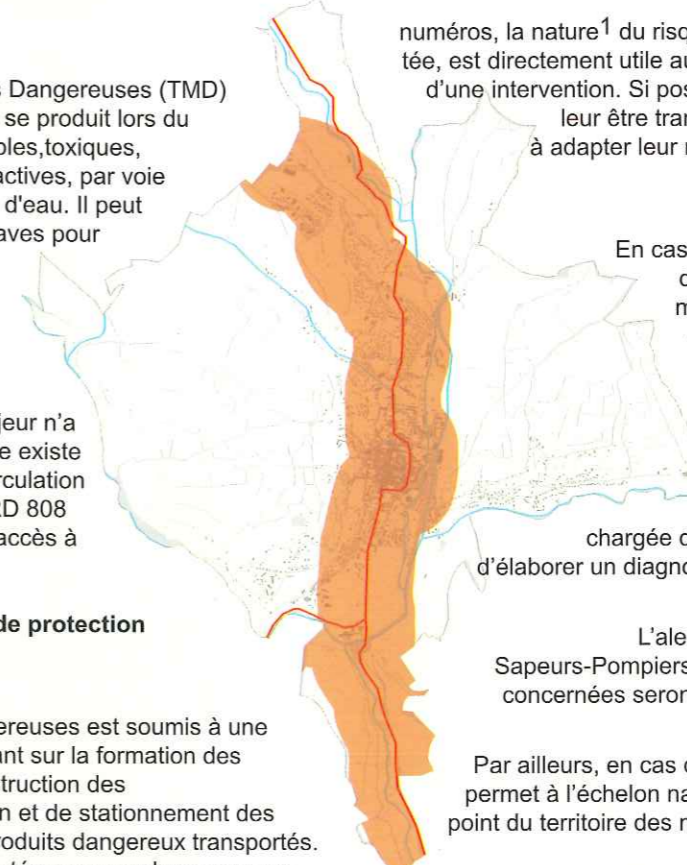 s Dangereuses (TMD)
se produit lors du
bles,toxiques,
actives, par voie
d'eau. Il peut
aves pour
jeur n'a
e existe
rculation
RD 808
accès à
de protection
ereuses est soumis à une
ant sur la formation des
truction des
n et de stationnement des
roduits dangereux transportés.
numéros, la nature1 du risq
tée, est directement utile au
d'une intervention. Si pos
leur être tran
à adapter leur r
En cas
d
m
chargée d
d'élaborer un diagno
L'ale
Sapeurs-Pompiers
concernées seron
Par ailleurs, en cas d
permet à l'échelon na
point du territoire des r